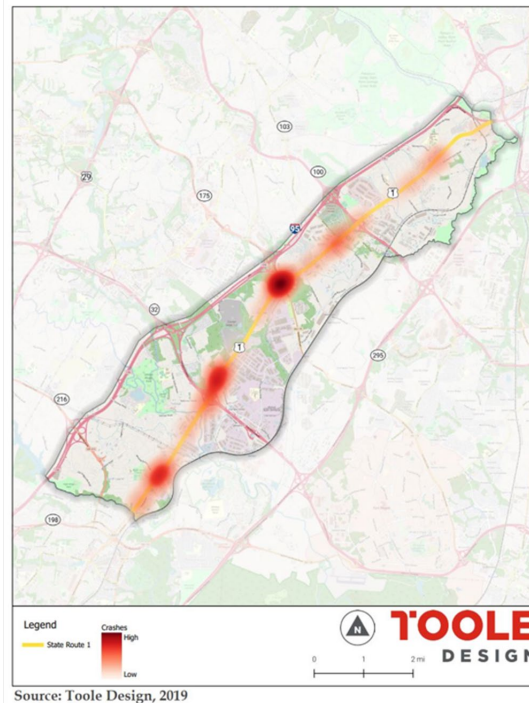 103
100
29
175
1
95
32
1
295
216
198
Legend
State Route 1
Crashes
High
Low
N
TOOLE
DESIGN
0 1 2 mi
Source: Toole Design, 2019